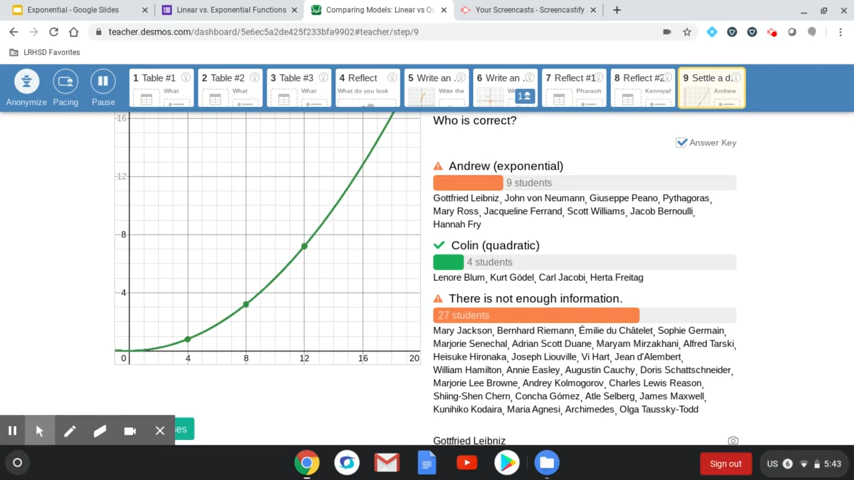 Exponential - Google Slides
Linear vs. Exponential Functions
Comparing Models: Linear vs Qu
Your Screencasts - Screencastify
teacher.desmos.com/dashboard/5e6ec5a2de425f233bfa9902#teacher/step/9
LRHSD Favorites
Anonymize
Pacing
Pause
1 Table #1
What
2 Table #2
What
3 Table #3
What
4 Reflect
What do you look
5 Write an ...
Write the
6 Write an ...
1
7 Reflect #1
Pharaoh
8 Reflect #2
Kenniyah
9 Settle a d...
Andrew
16
12
8
4
0
4
8
12
16
20
Who is correct?
Answer Key
Andrew (exponential)
9 students
Gottfried Leibniz, John von Neumann, Giuseppe Peano, Pythagoras,
Mary Ross, Jacqueline Ferrand, Scott Williams, Jacob Bernoulli,
Hannah Fry
Colin (quadratic)
4 students
Lenore Blum, Kurt Gödel, Carl Jacobi, Herta Freitag
There is not enough information.
27 students
Mary Jackson, Bernhard Riemann, Émilie du Châtelet, Sophie Germain,
Marjorie Senechal, Adrian Scott Duane, Maryam Mirzakhani, Alfred Tarski,
Heisuke Hironaka, Joseph Liouville, Vi Hart, Jean d'Alembert,
William Hamilton, Annie Easley, Augustin Cauchy, Doris Schattschneider,
Marjorie Lee Browne, Andrey Kolmogorov, Charles Lewis Reason,
Shiing-Shen Chern, Concha Gómez, Atle Selberg, James Maxwell,
Kunihiko Kodaira, Maria Agnesi, Archimedes, Olga Taussky-Todd
Gottfried Leibniz
es
Sign out
US
6
5:43